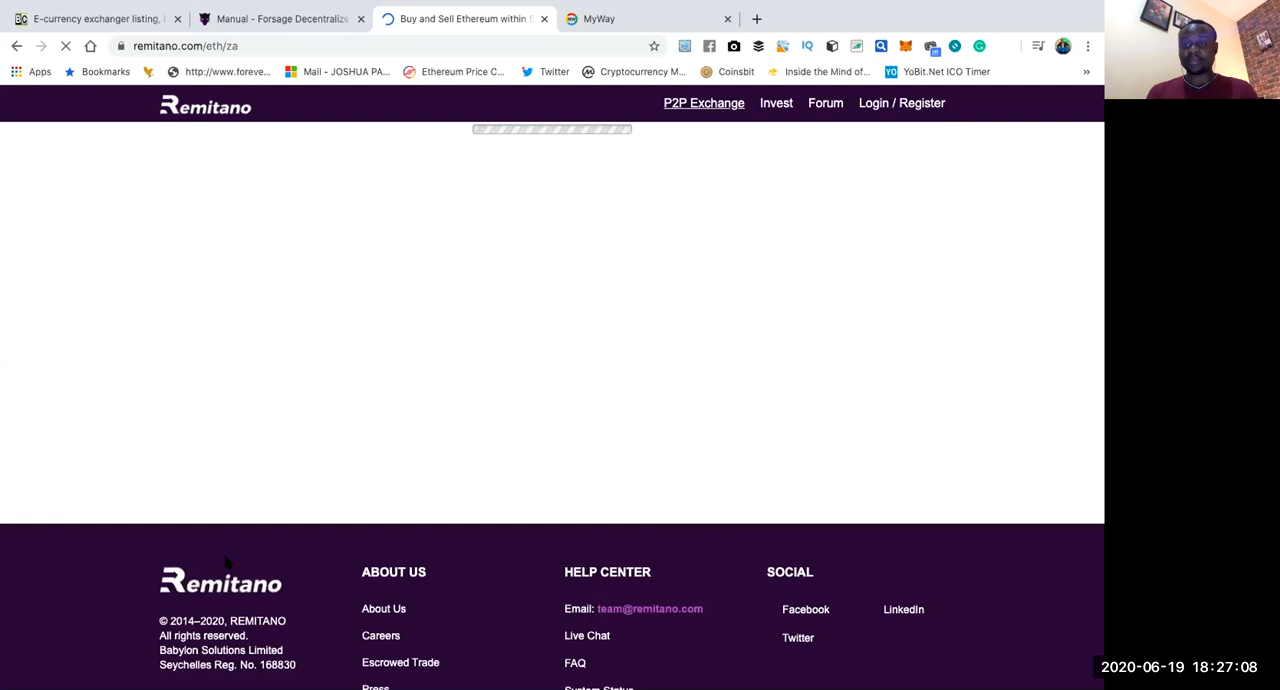 E-currency exchanger listing,
Manual - Forsage Decentralize
Buy and Sell Ethereum within
MyWay
remitano.com/eth/za
Apps
Bookmarks
http://www.foreve...
Mail - JOSHUA PA...
Ethereum Price C...
Twitter
Cryptocurrency M...
Coinsbit
Inside the Mind of...
YoBit.Net ICO Timer
»
Remitano
P2P Exchange
Invest
Forum
Login / Register
Remitano
© 2014–2020, REMITANO
All rights reserved.
Babylon Solutions Limited
Seychelles Reg. No. 168830
ABOUT US
About Us
Careers
Escrowed Trade
Press
HELP CENTER
Email: team@remitano.com
Live Chat
FAQ
System Status
SOCIAL
Facebook
LinkedIn
Twitter
2020-06-19 18:27:08